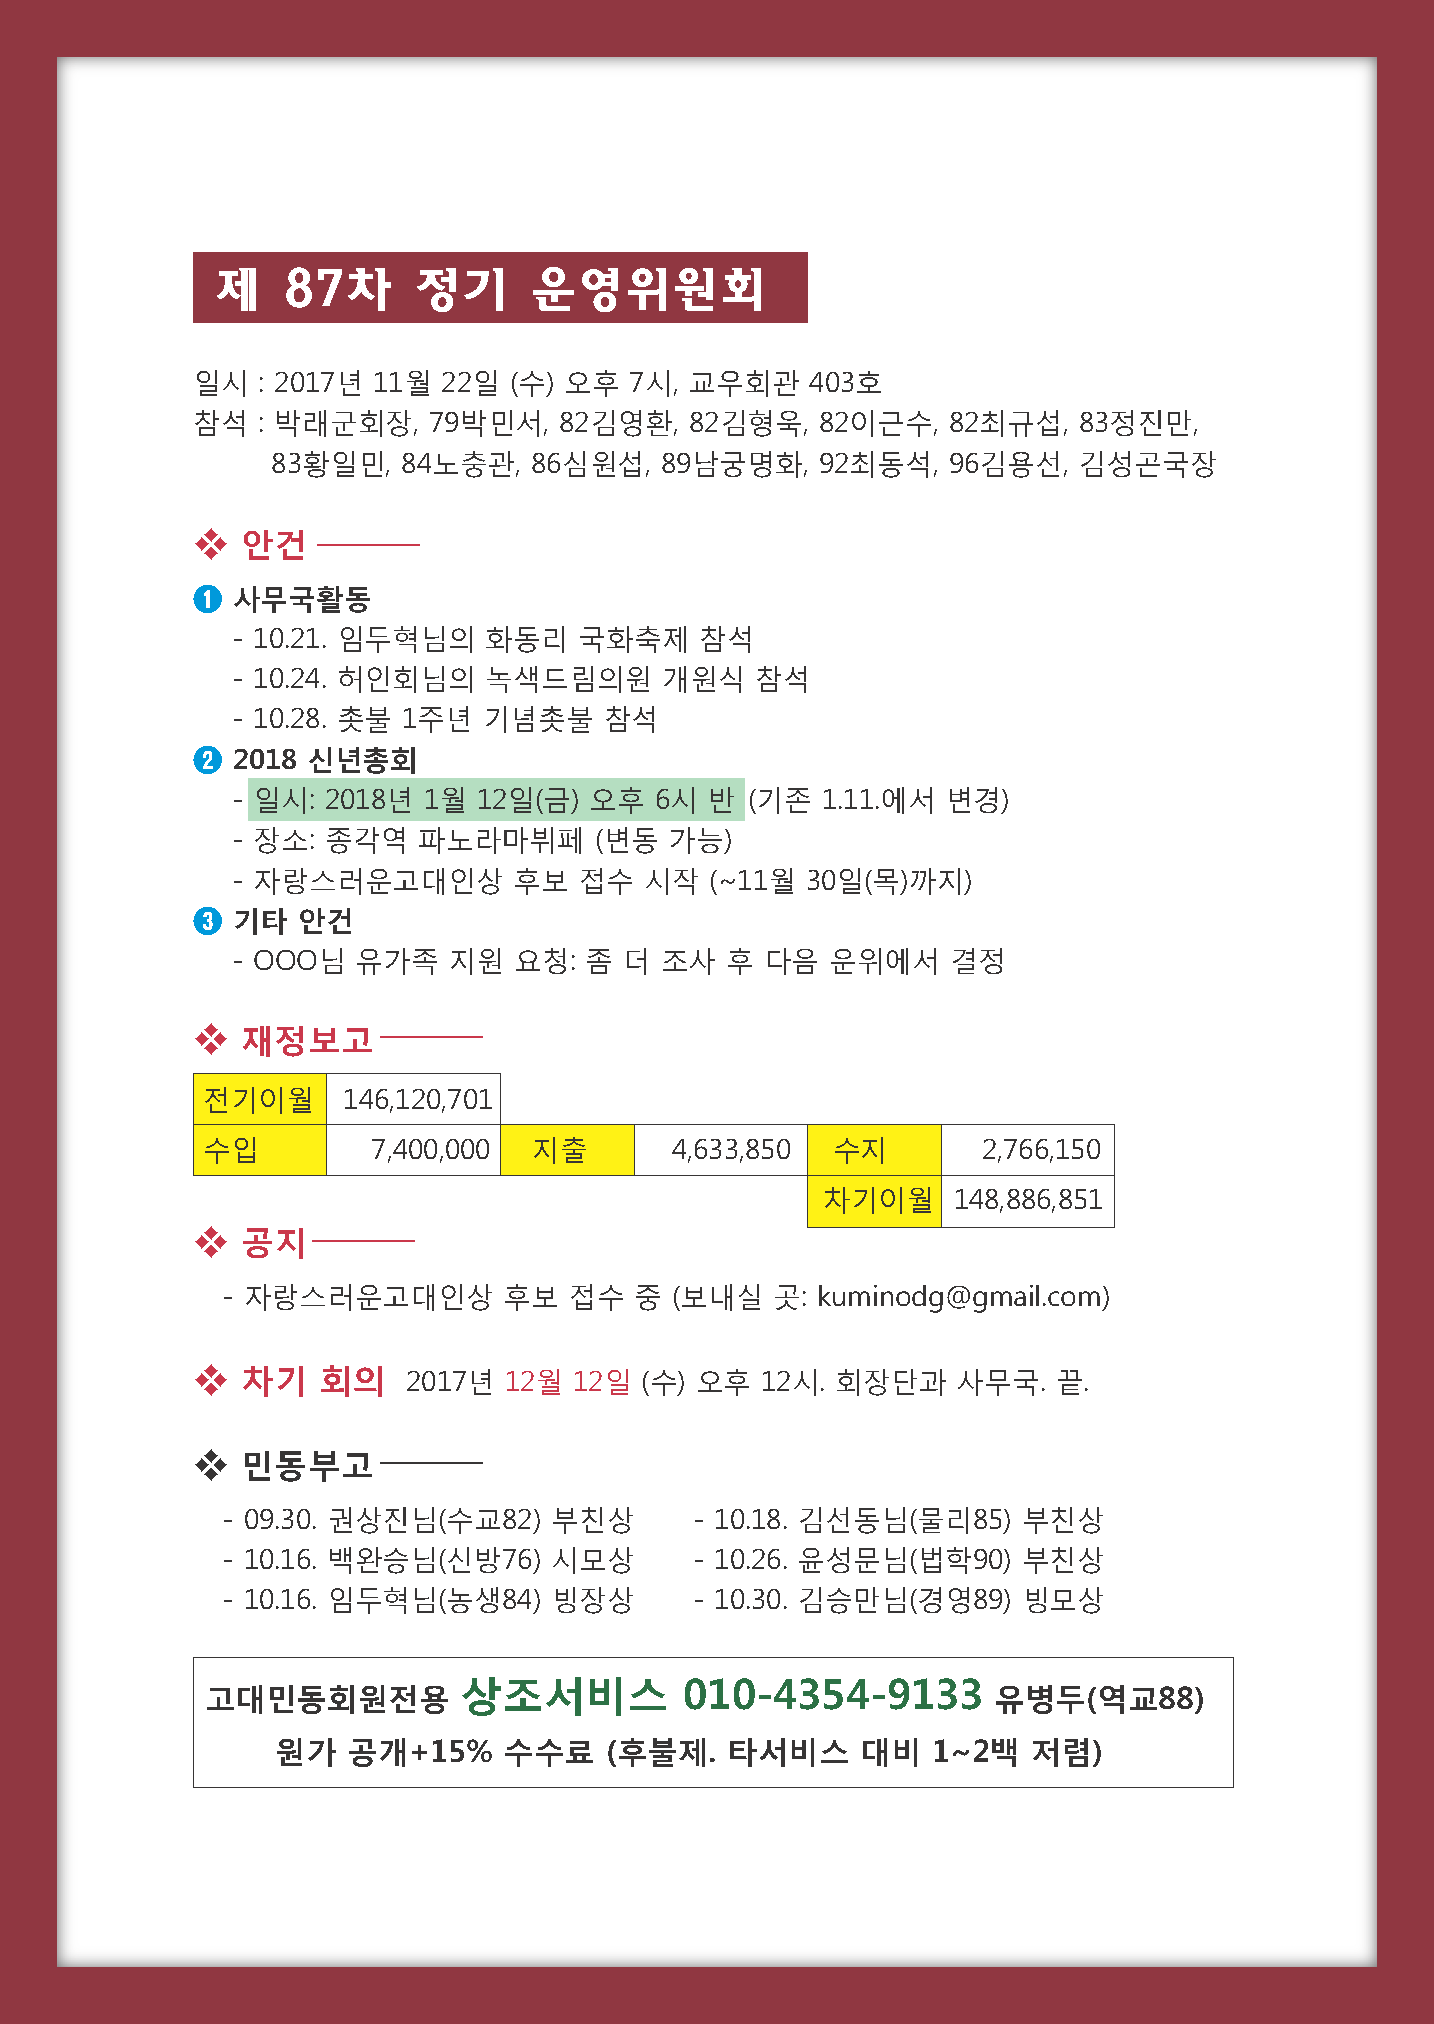 제 87차 정기 운영위원회
일시 : 2017년 11월 22일 (수) 오후 7시, 교우회관 403호
참석 : 박래군회장, 79박민서, 82김영환, 82김형욱, 82이근수, 82최규섭, 83정진만,
83황일민, 84노충관, 86심원섭, 89남궁명화, 92최동석, 96김용선, 김성곤국장
❖ 안건
1 사무국활동
- 10.21. 임두혁님의 화동리 국화축제 참석
- 10.24. 허인회님의 녹색드림의원 개원식 참석
- 10.28. 촛불 1주년 기념촛불 참석
2 2018 신년총회
- 일시: 2018년 1월 12일(금) 오후 6시 반 (기존 1.11.에서 변경)
- 장소: 종각역 파노라마뷔페 (변동 가능)
- 자랑스러운고대인상 후보 접수 시작 (~11월 30일(목)까지)
3 기타 안건
- OOO님 유가족 지원 요청: 좀 더 조사 후 다음 운위에서 결정
❖ 재정보고
전기이월 146,120,701
수입 7,400,000 지출 4,633,850 수지 2,766,150
차기이월 148,886,851
❖ 공지
- 자랑스러운고대인상 후보 접수 중 (보내실 곳: kuminodg@gmail.com)
❖ 차기 회의 2017년 12월 12일 (수) 오후 12시. 회장단과 사무국. 끝.
❖ 민동부고
- 09.30. 권상진님(수교82) 부친상 - 10.18. 김선동님(물리85) 부친상
- 10.16. 백완승님(신방76) 시모상 - 10.26. 윤성문님(법학90) 부친상
- 10.16. 임두혁님(농생84) 빙장상 - 10.30. 김승만님(경영89) 빙모상
고대민동회원전용 상조서비스 010-4354-9133 유병두(역교88)
원가 공개+15% 수수료 (후불제. 타서비스 대비 1~2백 저렴)